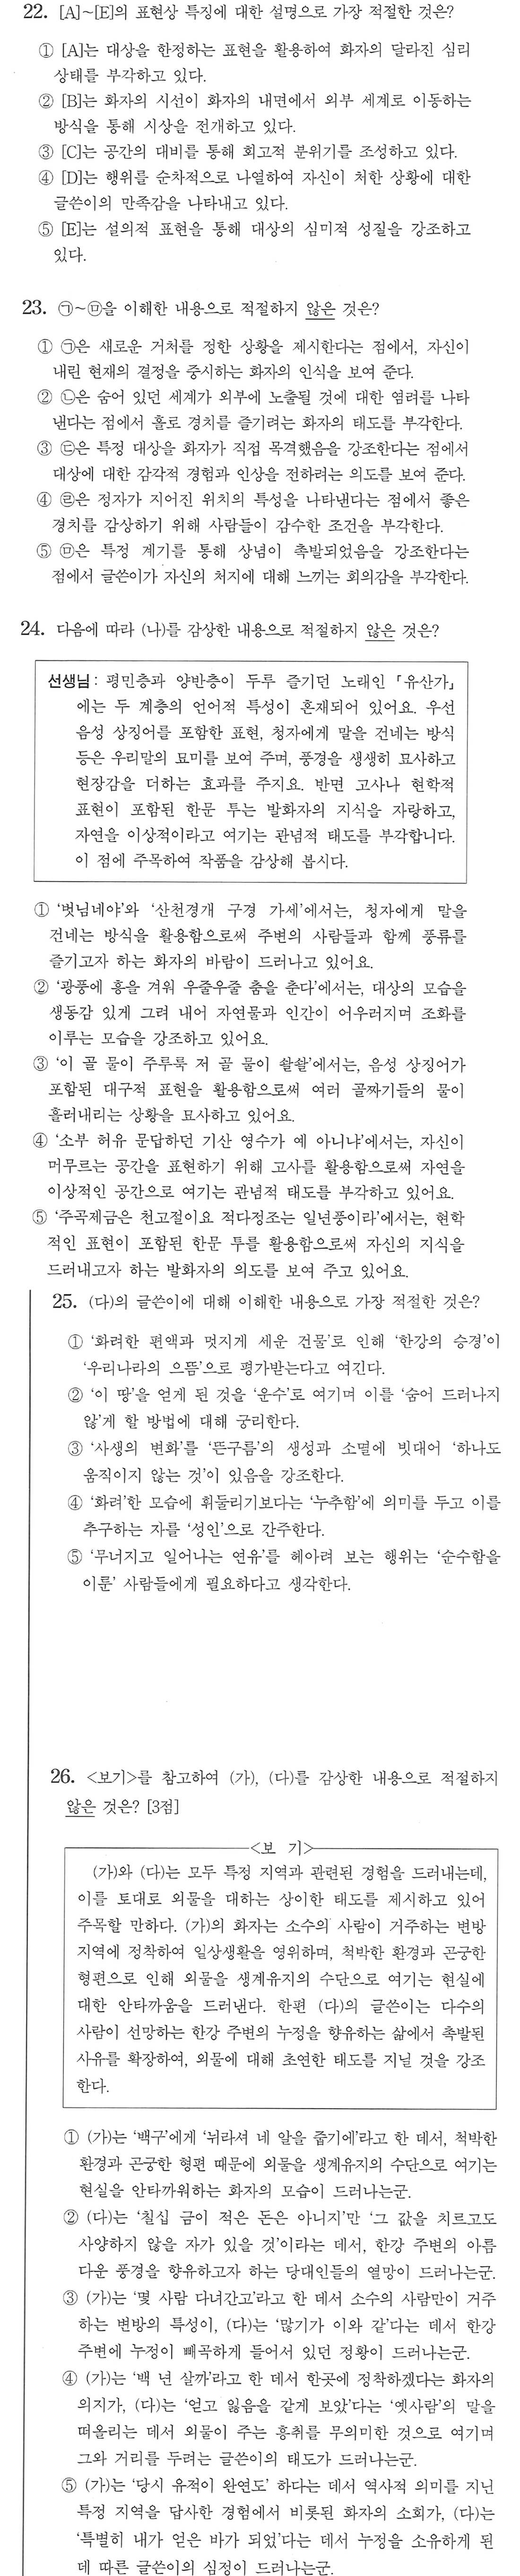 22. [A]~[E]의 표현상 특징에 대한 설명으로 가장 적절한 것은?
① [A]는 대상을 한정하는 표현을 활용하여 화자의 달라진 심리
상태를 부각하고 있다.
② [B]는 화자의 시선이 화자의 내면에서 외부 세계로 이동하는
방식을 통해 시상을 전개하고 있다.
③ [C]는 공간의 대비를 통해 회고적 분위기를 조성하고 있다.
④ [D]는 행위를 순차적으로 나열하여 자신이 처한 상황에 대한
글쓴이의 만족감을 나타내고 있다.
⑤ [E]는 설의적 표현을 통해 대상의 심미적 성질을 강조하고
있다.
23. ㉠~㉤을 이해한 내용으로 적절하지 않은 것은?
① ㉠은 새로운 거처를 정한 상황을 제시한다는 점에서, 자신이
내린 현재의 결정을 중시하는 화자의 인식을 보여 준다.
② ㉡은 숨어 있던 세계가 외부에 노출될 것에 대한 염려를 나타
낸다는 점에서 홀로 경치를 즐기려는 화자의 태도를 부각한다.
③ ㉢은 특정 대상을 화자가 직접 목격했음을 강조한다는 점에서
대상에 대한 감각적 경험과 인상을 전하려는 의도를 보여 준다.
④ ㉣은 정자가 지어진 위치의 특성을 나타낸다는 점에서 좋은
경치를 감상하기 위해 사람들이 감수한 조건을 부각한다.
⑤ ㉤은 특정 계기를 통해 상념이 촉발되었음을 강조한다는
점에서 글쓴이가 자신의 처지에 대해 느끼는 회의감을 부각한다.
24. 다음에 따라 (나)를 감상한 내용으로 적절하지 않은 것은?
선생님 : 평민층과 양반층이 두루 즐기던 노래인 「유산가」
에는 두 계층의 언어적 특성이 혼재되어 있어요. 우선
음성 상징어를 포함한 표현, 청자에게 말을 건네는 방식
등은 우리말의 묘미를 보여 주며, 풍경을 생생히 묘사하고
현장감을 더하는 효과를 주지요. 반면 고사나 현학적
표현이 포함된 한문 투는 발화자의 지식을 자랑하고,
자연을 이상적이라고 여기는 관념적 태도를 부각합니다.
이 점에 주목하여 작품을 감상해 봅시다.
① ‘벗님네야’와 ‘산천경개 구경 가세’에서는, 청자에게 말을
건네는 방식을 활용함으로써 주변의 사람들과 함께 풍류를
즐기고자 하는 화자의 바람이 드러나고 있어요.
② ‘광풍에 흥을 겨워 우줄우줄 춤을 춘다’에서는, 대상의 모습을
생동감 있게 그려 내어 자연물과 인간이 어우러지며 조화를
이루는 모습을 강조하고 있어요.
③ ‘이 골 물이 주루룩 저 골 물이 솰솰’에서는, 음성 상징어가
포함된 대구적 표현을 활용함으로써 여러 골짜기들의 물이
흘러내리는 상황을 묘사하고 있어요.
④ ‘소부 허유 문답하던 기산 영수가 예 아니냐’에서는, 자신이
머무르는 공간을 표현하기 위해 고사를 활용함으로써 자연을
이상적인 공간으로 여기는 관념적 태도를 부각하고 있어요.
⑤ ‘주곡제금은 천고절이요 적다정조는 일년풍이라’에서는, 현학
적인 표현이 포함된 한문 투를 활용함으로써 자신의 지식을
드러내고자 하는 발화자의 의도를 보여 주고 있어요.
25. (다)의 글쓴이에 대해 이해한 내용으로 가장 적절한 것은?
① ‘화려한 편액과 멋지게 세운 건물’로 인해 ‘한강의 승경’이
‘우리나라의 으뜸’으로 평가받는다고 여긴다.
② ‘이 땅’을 얻게 된 것을 ‘운수’로 여기며 이를 ‘숨어 드러나지
않’게 할 방법에 대해 궁리한다.
③ ‘사생의 변화’를 ‘뜬구름’의 생성과 소멸에 빗대어 ‘하나도
움직이지 않는 것’이 있음을 강조한다.
④ ‘화려’한 모습에 휘둘리기보다는 ‘누추함’에 의미를 두고 이를
추구하는 자를 ‘성인’으로 간주한다.
⑤ ‘무너지고 일어나는 연유’를 헤아려 보는 행위는 ‘순수함을
이룬’ 사람들에게 필요하다고 생각한다.
26. <보기>를 참고하여 (가), (다)를 감상한 내용으로 적절하지
않은 것은? [3점]
<보 기>
(가)와 (다)는 모두 특정 지역과 관련된 경험을 드러내는데,
이를 토대로 외물을 대하는 상이한 태도를 제시하고 있어
주목할 만하다. (가)의 화자는 소수의 사람이 거주하는 변방
지역에 정착하여 일상생활을 영위하며, 척박한 환경과 곤궁한
형편으로 인해 외물을 생계유지의 수단으로 여기는 현실에
대한 안타까움을 드러낸다. 한편 (다)의 글쓴이는 다수의
사람이 선망하는 한강 주변의 누정을 향유하는 삶에서 촉발된
사유를 확장하여, 외물에 대해 초연한 태도를 지닐 것을 강조
한다.
① (가)는 ‘백구’에게 ‘뉘라셔 네 알을 줍기에’라고 한 데서, 척박한
환경과 곤궁한 형편 때문에 외물을 생계유지의 수단으로 여기는
현실을 안타까워하는 화자의 모습이 드러나는군.
② (다)는 ‘칠십 금이 적은 돈은 아니지’만 ‘그 값을 치르고도
사양하지 않을 자가 있을 것’이라는 데서, 한강 주변의 아름
다운 풍경을 향유하고자 하는 당대인들의 열망이 드러나는군.
③ (가)는 ‘몇 사람 다녀간고’라고 한 데서 소수의 사람만이 거주
하는 변방의 특성이, (다)는 ‘많기가 이와 같’다는 데서 한강
주변에 누정이 빼곡하게 들어서 있던 정황이 드러나는군.
④ (가)는 ‘백 년 살까’라고 한 데서 한곳에 정착하겠다는 화자의
의지가, (다)는 ‘얻고 잃음을 같게 보았’다는 ‘옛사람’의 말을
떠올리는 데서 외물이 주는 흥취를 무의미한 것으로 여기며
그와 거리를 두려는 글쓴이의 태도가 드러나는군.
⑤ (가)는 ‘당시 유적이 완연도’ 하다는 데서 역사적 의미를 지닌
특정 지역을 답사한 경험에서 비롯된 화자의 소회가, (다)는
‘특별히 내가 얻은 바가 되었’다는 데서 누정을 소유하게 된
데 따른 글쓴이의 심정이 드러나는군.